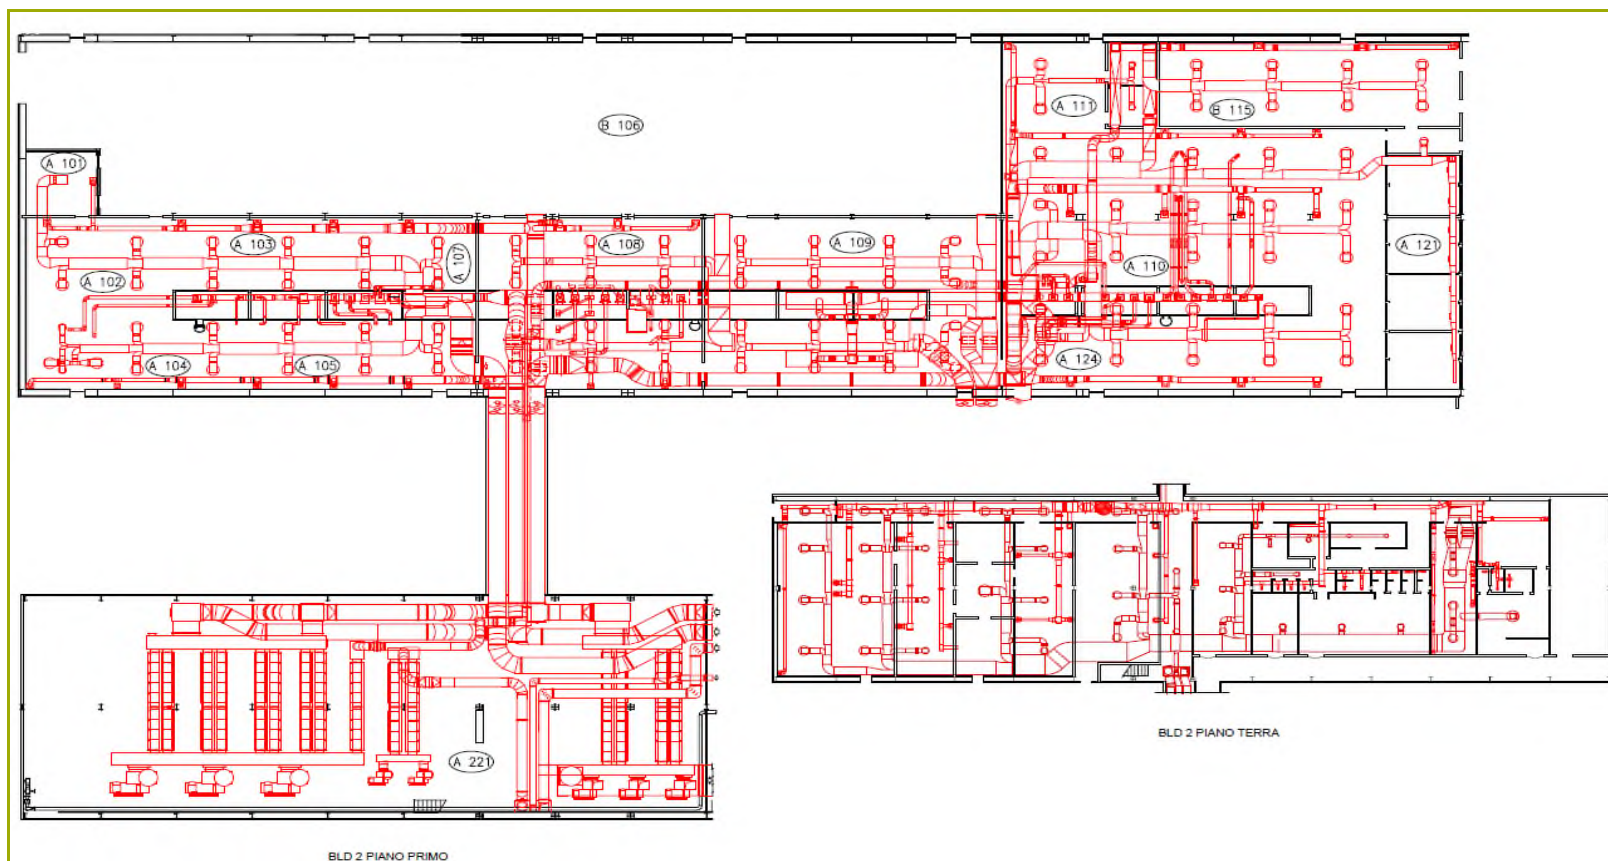 A 111
B 115
B 106
A 101
A 103
A 107
A 108
A 109
A 121
A 110
A 102
A 104
A 105
A 124
A 221
BLD 2 PIANO TERRA
BLD 2 PIANO PRIMO